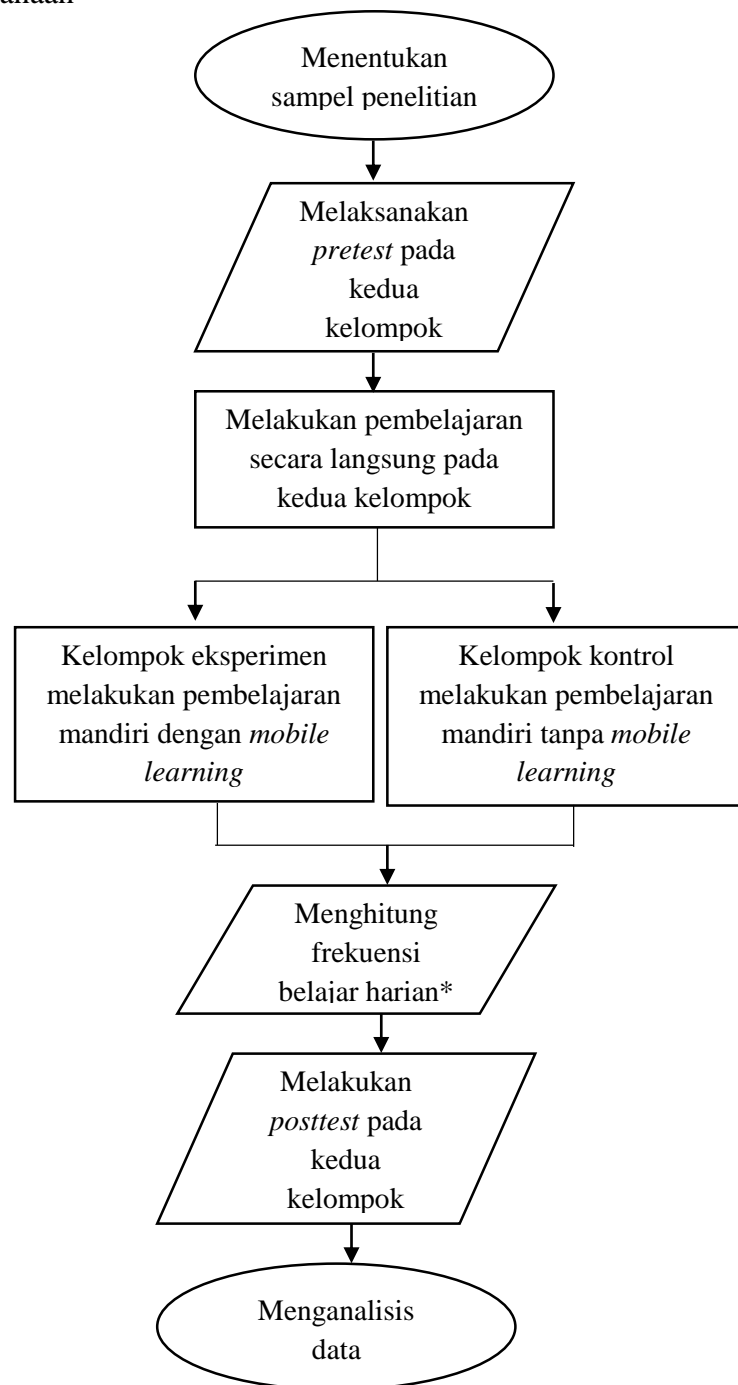 Menentukan
sampel penelitian
Melaksanakan
pretest pada
kedua
kelompok
Melakukan pembelajaran
secara langsung pada
kedua kelompok
Kelompok eksperimen
melakukan pembelajaran
mandiri dengan mobile
learning
Kelompok kontrol
melakukan pembelajaran
mandiri tanpa mobile
learning
Menghitung
frekuensi
belajar harian*
Melakukan
posttest pada
kedua
kelompok
Menganalisis
data